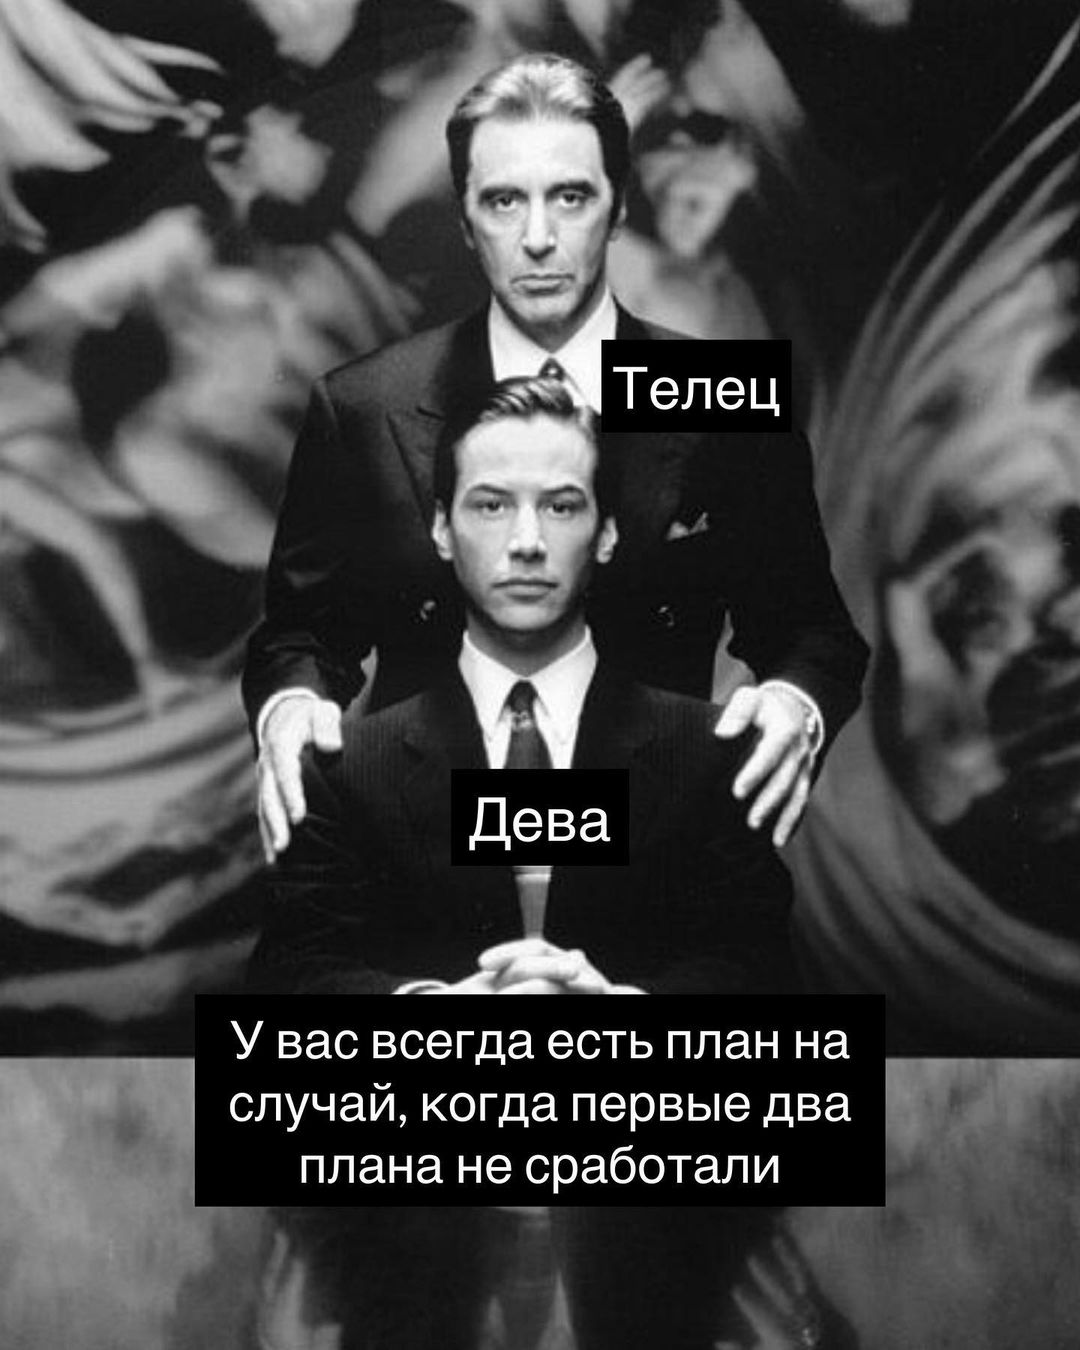 Телец
Дева
У вас всегда есть план на
случай, когда первые два
плана не сработали